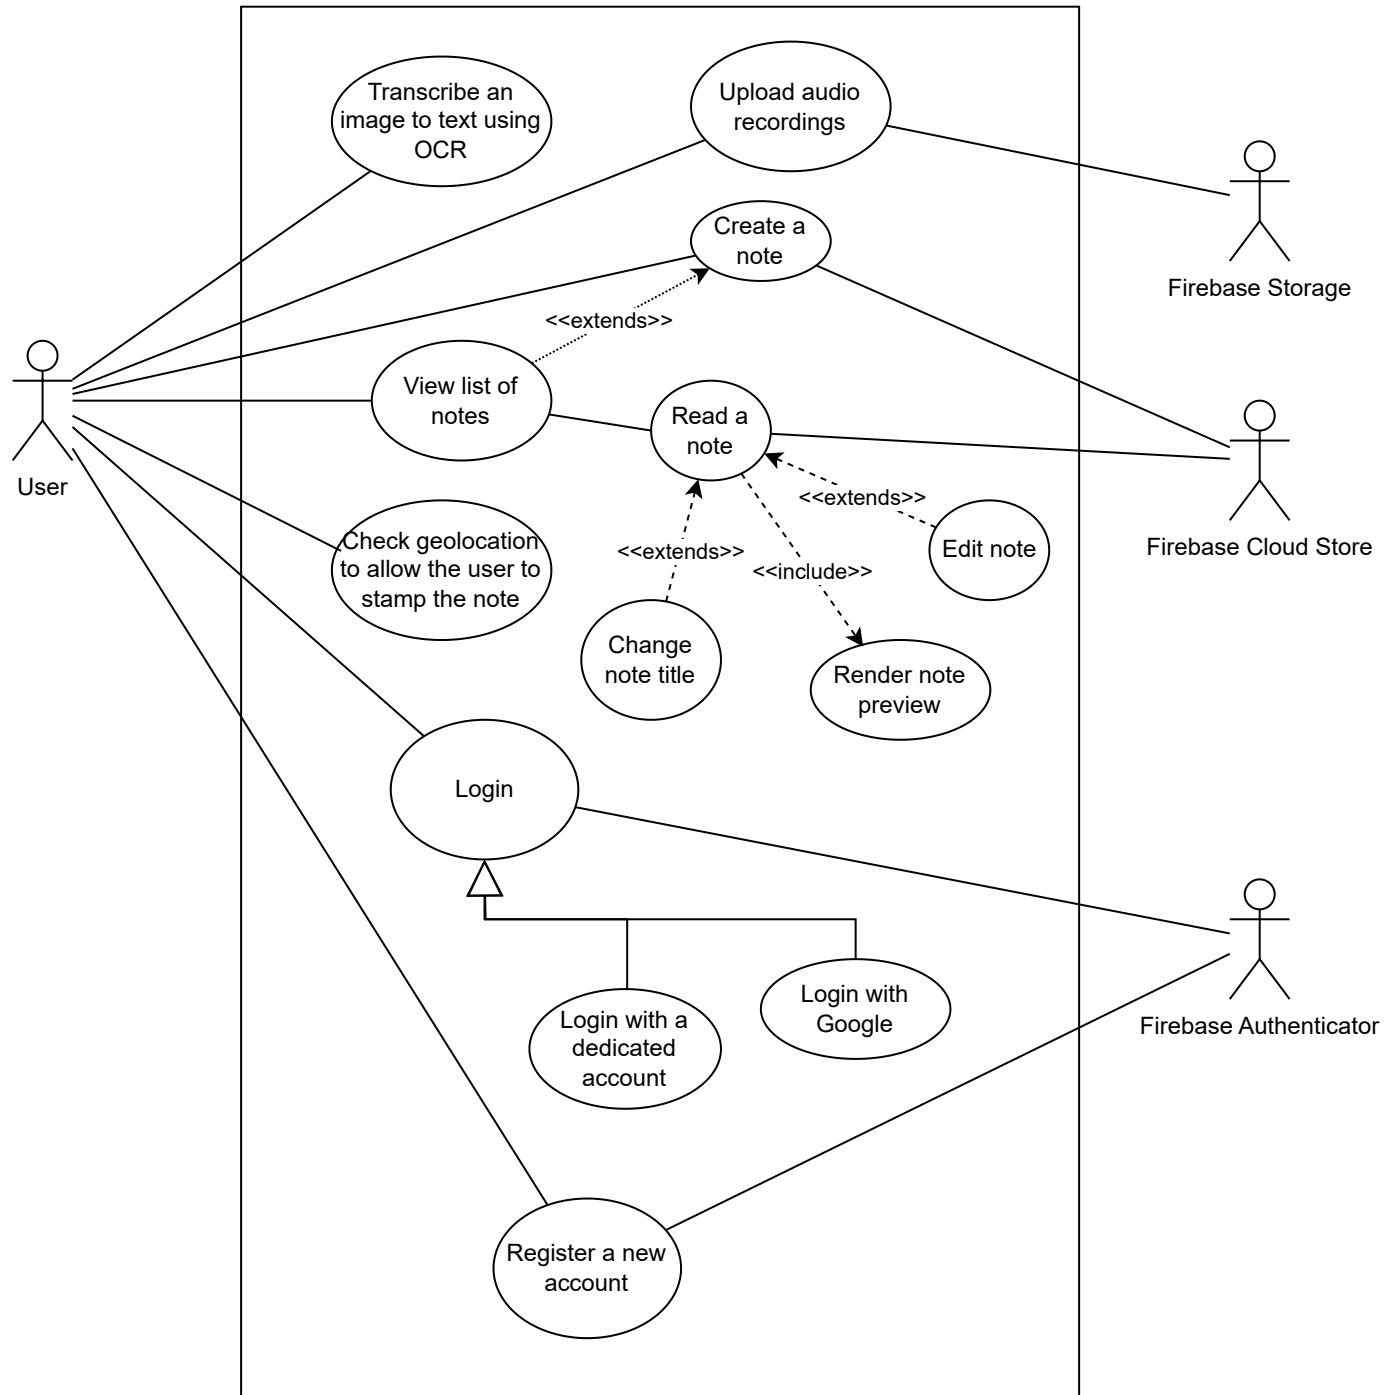 Transcribe an
image to text using
OCR
Upload audio
recordings
Create a
note
Firebase Storage
<<extends>>
View list of
notes
Read a
note
User
<<extends>>
Check geolocation
to allow the user to
stamp the note
<<extends>>
<<include>>
Edit note
Firebase Cloud Store
Change
note title
Render note
preview
Login
Login with a
dedicated
account
Login with
Google
Firebase Authenticator
Register a new
account